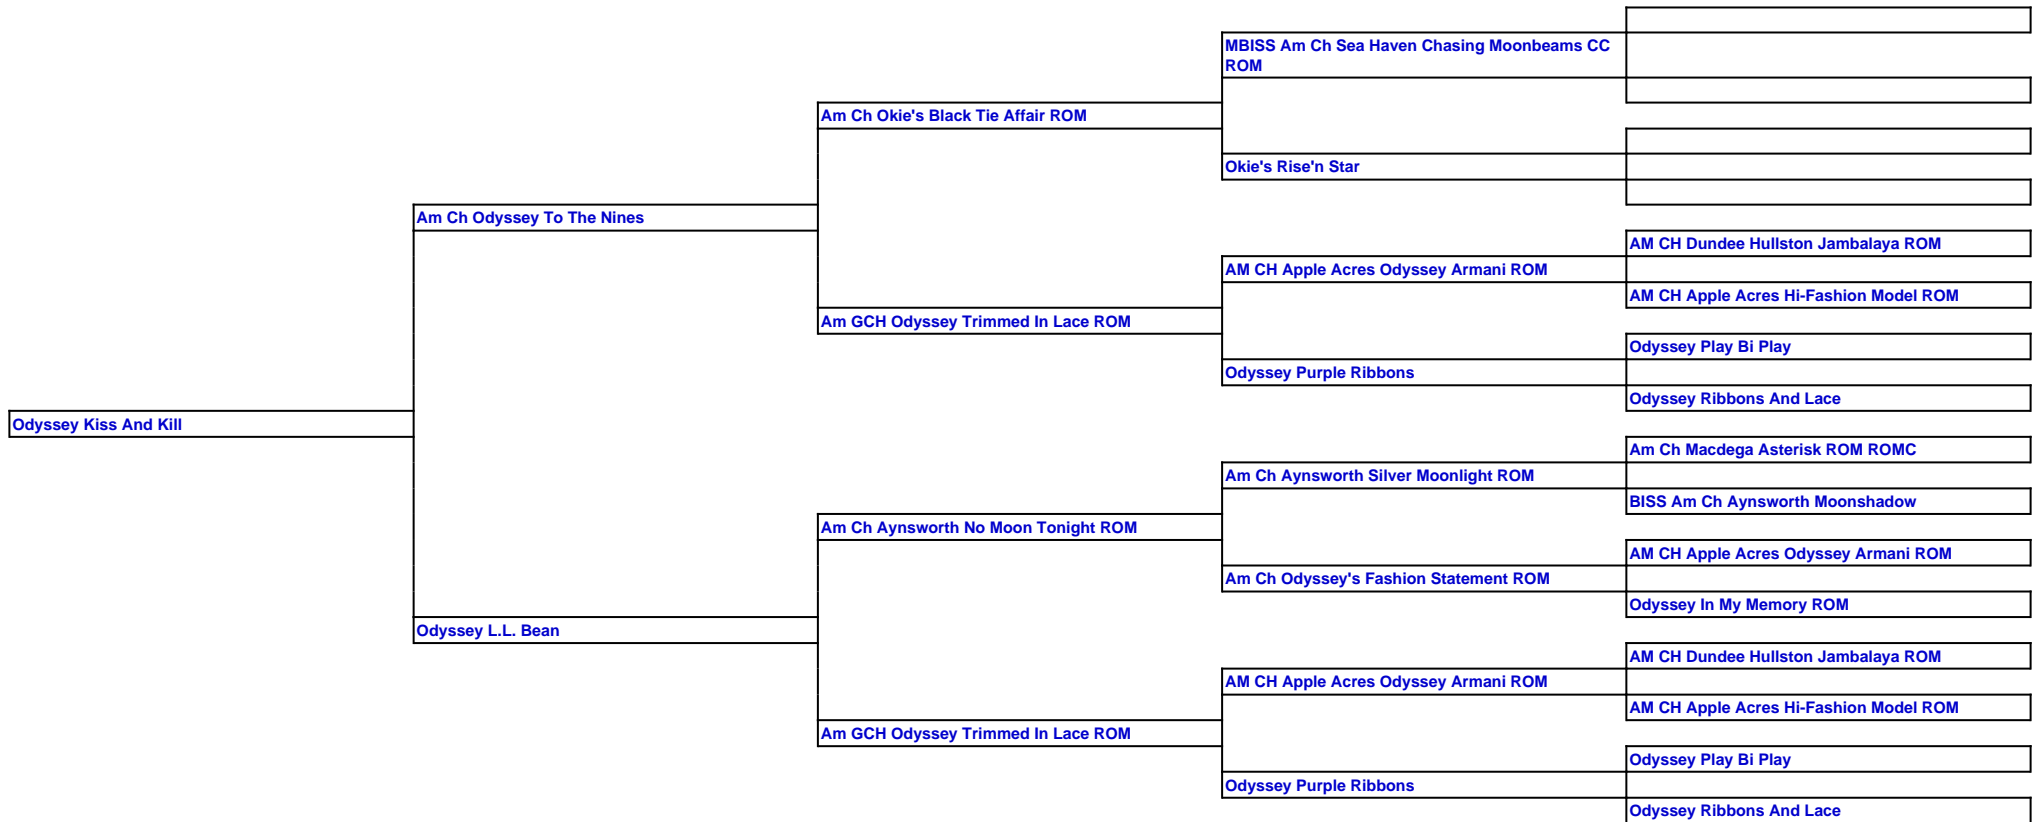 MBISS Am Ch Sea Haven Chasing Moonbeams CC
ROM
Am Ch Okie's Black Tie Affair ROM
Okie's Rise'n Star
Am Ch Odyssey To The Nines
AM CH Dundee Hullston Jambalaya ROM
AM CH Apple Acres Odyssey Armani ROM
AM CH Apple Acres Hi-Fashion Model ROM
Am GCH Odyssey Trimmed In Lace ROM
Odyssey Play Bi Play
Odyssey Purple Ribbons
Odyssey Ribbons And Lace
Odyssey Kiss And Kill
Am Ch Macdega Asterisk ROM ROMC
Am Ch Aynsworth Silver Moonlight ROM
BISS Am Ch Aynsworth Moonshadow
Am Ch Aynsworth No Moon Tonight ROM
AM CH Apple Acres Odyssey Armani ROM
Am Ch Odyssey's Fashion Statement ROM
Odyssey In My Memory ROM
Odyssey L.L. Bean
AM CH Dundee Hullston Jambalaya ROM
AM CH Apple Acres Odyssey Armani ROM
AM CH Apple Acres Hi-Fashion Model ROM
Am GCH Odyssey Trimmed In Lace ROM
Odyssey Play Bi Play
Odyssey Purple Ribbons
Odyssey Ribbons And Lace